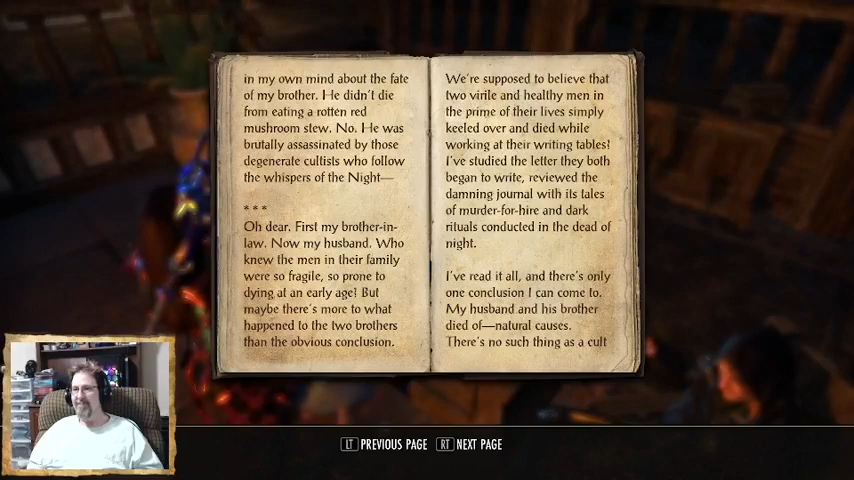 in my own mind about the fate
of my brother. He didn't die
from eating a rotten red
mushroom stew. No. He was
brutally assassinated by those
degenerate cultists who follow
the whispers of the Night—
* * *
Oh dear. First my brother-in-
law. Now my husband. Who
knew the men in their family
were so fragile, so prone to
dying at an early age? But
maybe there's more to what
happened to the two brothers
than the obvious conclusion.
We're supposed to believe that
two virile and healthy men in
the prime of their lives simply
keeled over and died while
working at their writing tables?
I've studied the letter they both
began to write, reviewed the
damning journal with its tales
of murder-for-hire and dark
rituals conducted in the dead of
night.
I've read it all, and there's only
one conclusion I can come to.
My husband and his brother
died of—natural causes.
There's no such thing as a cult
LT PREVIOUS PAGE RT NEXT PAGE